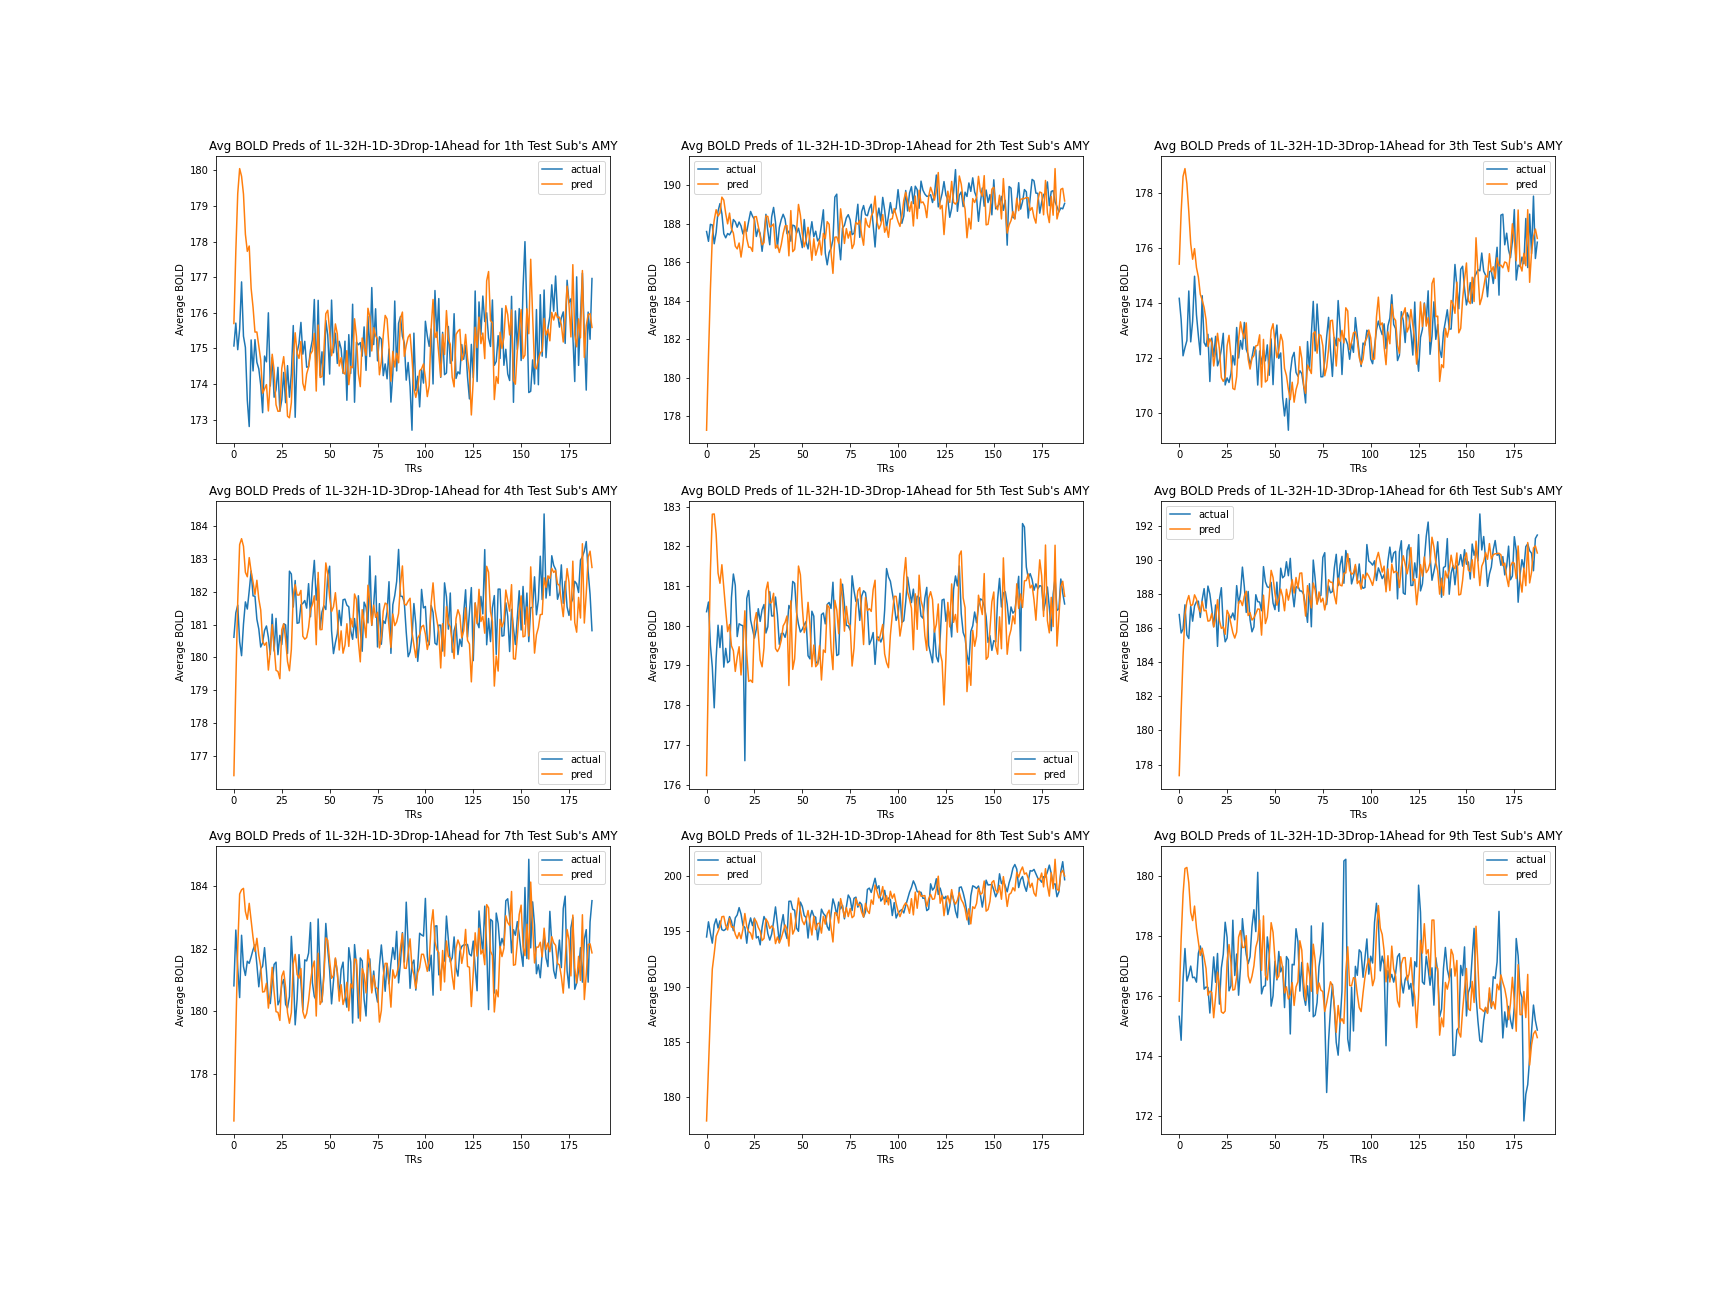 Avg BOLD Preds of 1L-32H-1D-3Drop-1Ahead for 1th Test Sub's AMY
Average BOLD
180
179
178
177
176
175
174
173
actual
pred
0 25 50 75 100 125 150 175
TRs
Avg BOLD Preds of 1L-32H-1D-3Drop-1Ahead for 2th Test Sub's AMY
Average BOLD
190
188
186
184
182
180
178
actual
pred
0 25 50 75 100 125 150 175
TRs
Avg BOLD Preds of 1L-32H-1D-3Drop-1Ahead for 3th Test Sub's AMY
Average BOLD
178
176
174
172
170
actual
pred
0 25 50 75 100 125 150 175
TRs
Avg BOLD Preds of 1L-32H-1D-3Drop-1Ahead for 4th Test Sub's AMY
Average BOLD
184
183
182
181
180
179
178
177
actual
pred
0 25 50 75 100 125 150 175
TRs
Avg BOLD Preds of 1L-32H-1D-3Drop-1Ahead for 5th Test Sub's AMY
Average BOLD
183
182
181
180
179
178
177
176
actual
pred
0 25 50 75 100 125 150 175
TRs
Avg BOLD Preds of 1L-32H-1D-3Drop-1Ahead for 6th Test Sub's AMY
Average BOLD
192
190
188
186
184
182
180
178
actual
pred
0 25 50 75 100 125 150 175
TRs
Avg BOLD Preds of 1L-32H-1D-3Drop-1Ahead for 7th Test Sub's AMY
Average BOLD
184
182
180
178
actual
pred
0 25 50 75 100 125 150 175
TRs
Avg BOLD Preds of 1L-32H-1D-3Drop-1Ahead for 8th Test Sub's AMY
Average BOLD
200
195
190
185
180
actual
pred
0 25 50 75 100 125 150 175
TRs
Avg BOLD Preds of 1L-32H-1D-3Drop-1Ahead for 9th Test Sub's AMY
Average BOLD
180
178
176
174
172
actual
pred
0 25 50 75 100 125 150 175
TRs